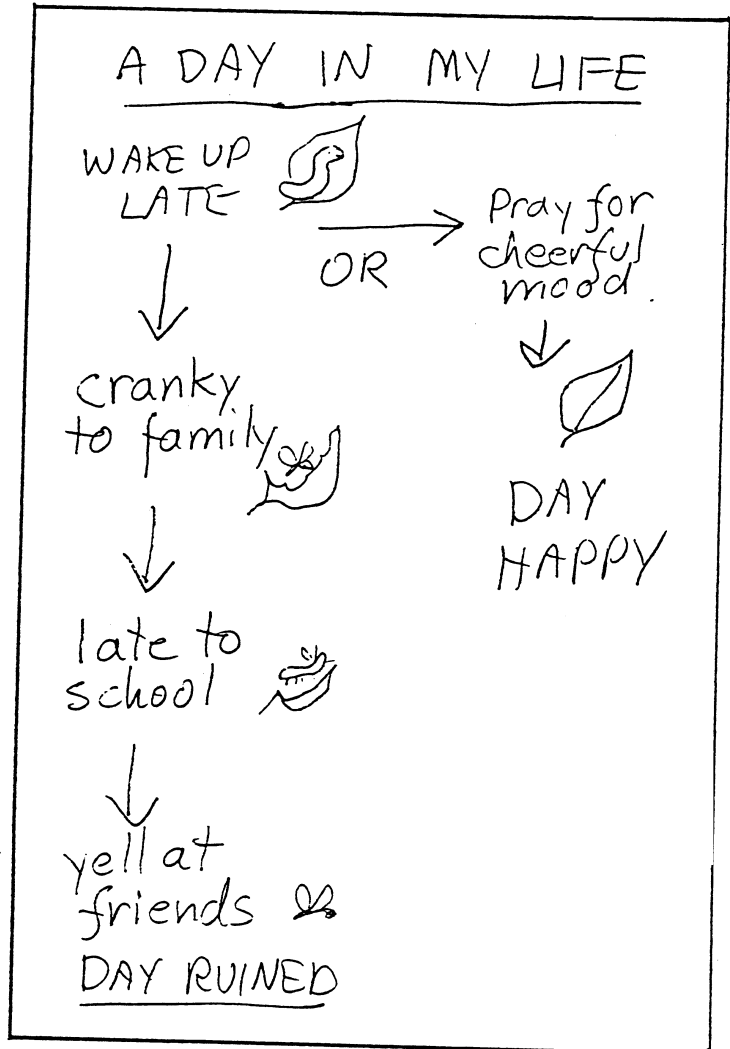 A DAY IN MY LIFE
WAKE UP
LATE
OR
Pray for
cheerful
mood.
DAY
HAPPY
cranky
to family
late to
school
yell at
friends
DAY RUINED